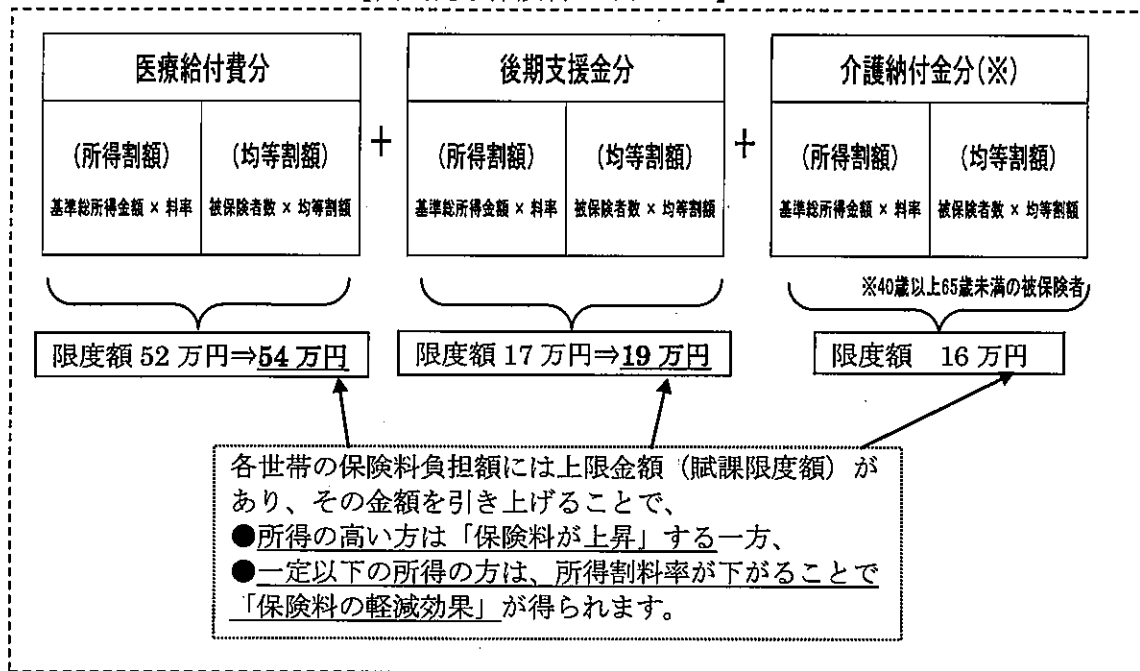 医療給付費分
(所得割額)
基準総所得金額 × 料率
(均等割額)
被保険者数 × 均等割額
+
後期支援金分
(所得割額)
基準総所得金額 × 料率
(均等割額)
被保険者数 × 均等割額
+
介護納付金分(※)
(所得割額)
基準総所得金額 × 料率
(均等割額)
被保険者数 × 均等割額
※40歳以上65歳未満の被保険者
限度額 52 万円⇒54 万円
限度額 17 万円⇒19 万円
限度額 16 万円
各世帯の保険料負担額には上限金額（賦課限度額）が
あり、その金額を引き上げることで、
●所得の高い方は「保険料が上昇」する一方、
●一定以下の所得の方は、所得割料率が下がることで
「保険料の軽減効果」が得られます。